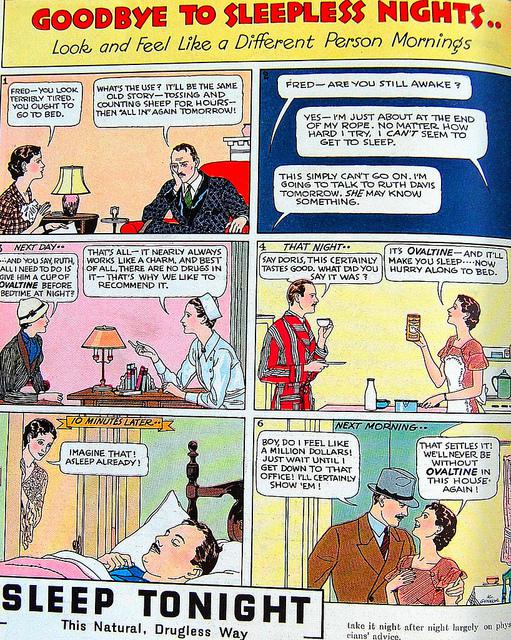 GOODBYE TO SLEEPLESS NIGHTS..
Look and Feel Like a Different Person Mornings
1
FRED—YOU LOOK
TERRIBLY TIRED.
YOU OUGHT TO
GO TO BED.
WHAT'S THE USE? IT'LL BE THE SAME
OLD STORY—TOSSING AND
COUNTING SHEEP FOR HOURS—
THEN "ALL IN" AGAIN TOMORROW!
2
FRED—ARE YOU STILL AWAKE?
YES—I'M JUST ABOUT AT THE END
OF MY ROPE. NO MATTER HOW
HARD I TRY, I CAN'T SEEM TO
GET TO SLEEP.
THIS SIMPLY CAN'T GO ON. I'M
GOING TO TALK TO RUTH DAVIS
TOMORROW. SHE MAY KNOW
SOMETHING.
3
NEXT DAY--
...AND YOU SAY, RUTH,
ALL I NEED TO DO IS
GIVE HIM A CUP OF
OVALTINE BEFORE
BEDTIME AT NIGHT?
THAT'S ALL—IT NEARLY ALWAYS
WORKS LIKE A CHARM, AND BEST
OF ALL, THERE ARE NO DRUGS IN
IT—THAT'S WHY WE LIKE TO
RECOMMEND IT.
4
THAT NIGHT--
SAY DORIS, THIS CERTAINLY
TASTES GOOD. WHAT DID YOU
SAY IT WAS?
IT'S OVALTINE—AND IT'LL
MAKE YOU SLEEP....NOW
HURRY ALONG TO BED.
10 MINUTES LATER--
IMAGINE THAT!
ASLEEP ALREADY!
6
NEXT MORNING--
BOY, DO I FEEL LIKE
A MILLION DOLLARS!
JUST WAIT UNTIL I
GET DOWN TO THAT
OFFICE! I'LL CERTAINLY
SHOW 'EM!
THAT SETTLES IT!
WE'LL NEVER BE
WITHOUT
OVALTINE IN
THIS HOUSE
AGAIN!
SLEEP TONIGHT
This Natural, Drugless Way
take it night after night largely on phys
cians' advice.